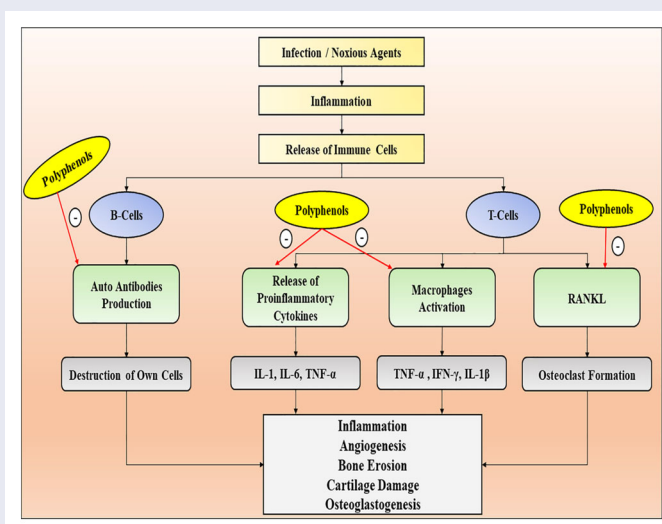 Infection / Noxious Agents
Inflammation
Release of Immune Cells
Polyphenols
B-Cells
Polyphenols
T-Cells
Polyphenols
-
-
-
-
Auto Antibodies
Production
Release of
Proinflammatory
Cytokines
Macrophages
Activation
RANKL
Destruction of Own Cells
IL-1, IL-6, TNF-α
TNF-α , IFN-γ, IL-1β
Osteoclast Formation
Inflammation
Angiogenesis
Bone Erosion
Cartilage Damage
Osteoglastogenesis